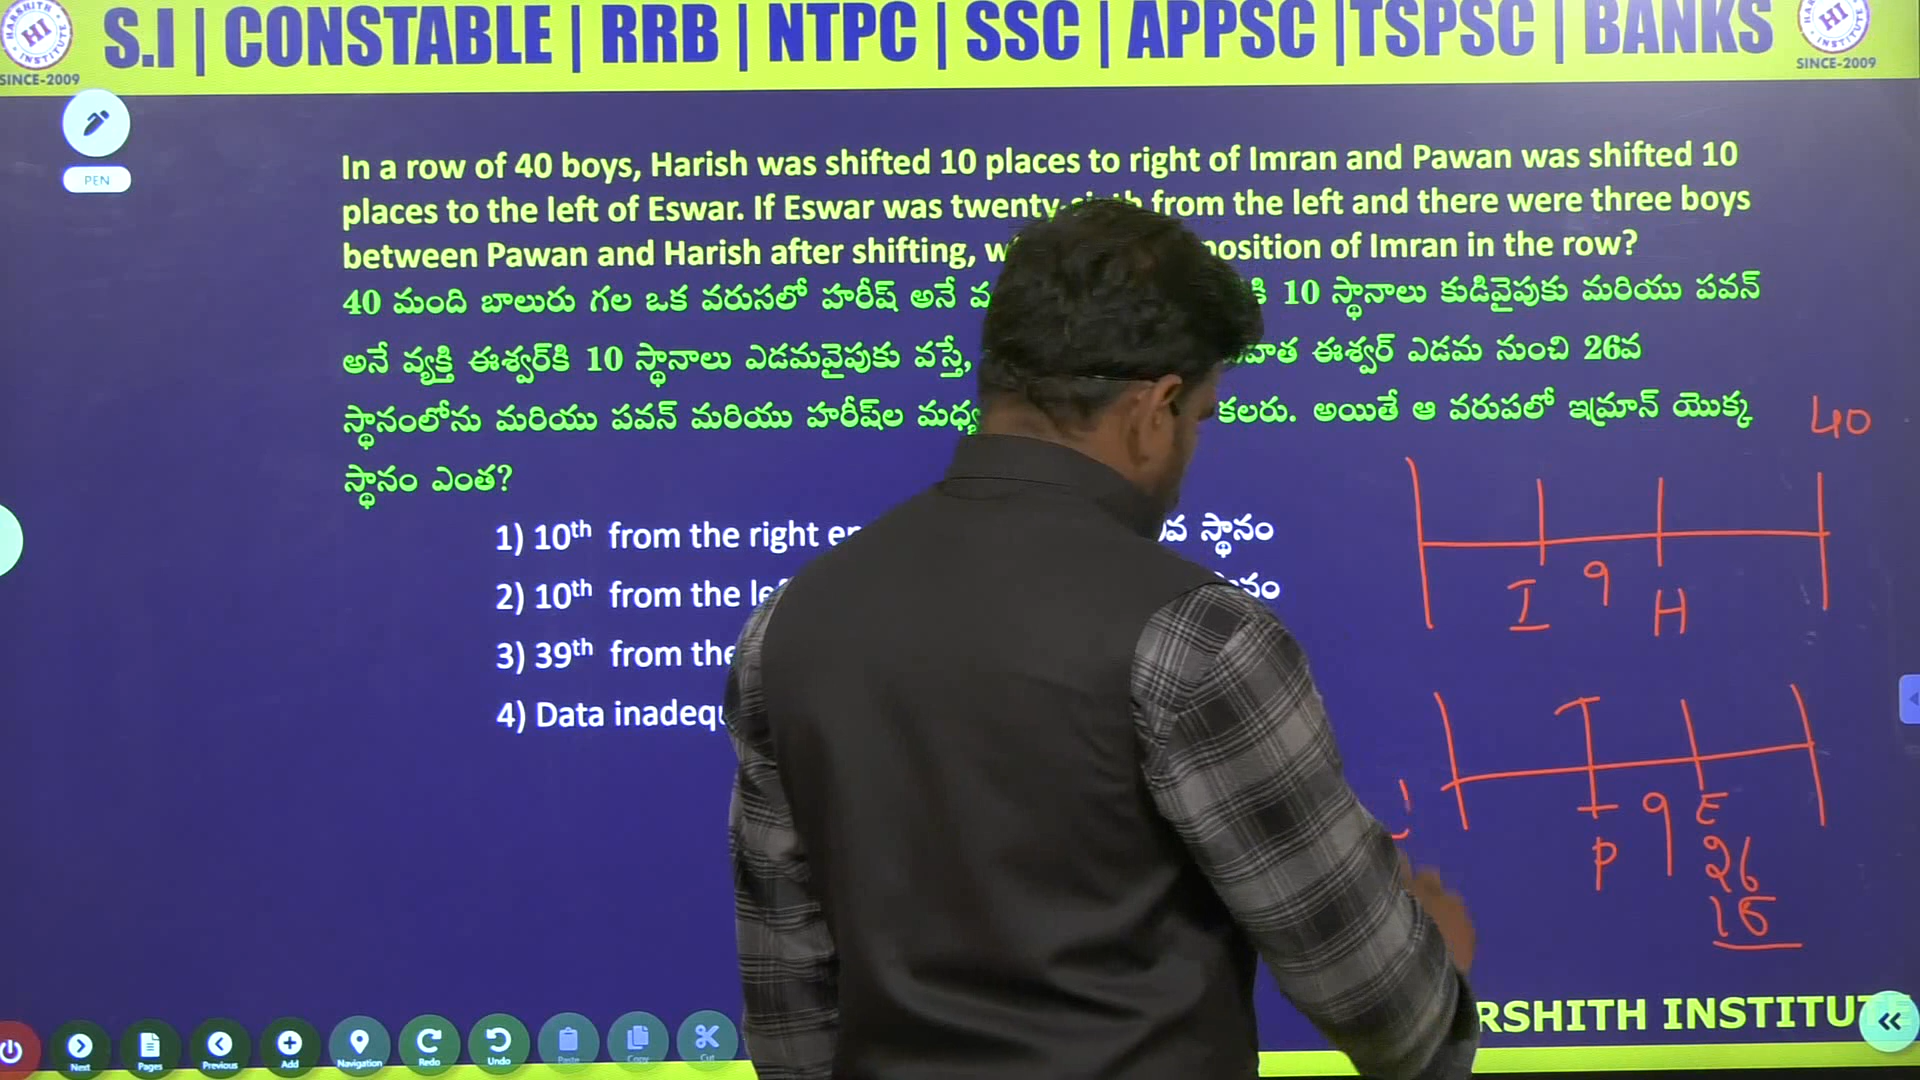 S.I | CONSTABLE | RRB | NTPC | SSC | APPSC | TSPSC | BANKS
HI
SINCE-2009
HI
INSTITUTE
SINCE-2009
PEN
In a row of 40 boys, Harish was shifted 10 places to right of Imran and Pawan was shifted 10
places to the left of Eswar. If Eswar was twenty from the left and there were three boys
between Pawan and Harish after shifting, position of Imran in the row?
40 మంది బాలురు గల ఒక వరుసలో హరీష్ అనే 10 స్థానాలు కుడివైపుకు మరియు పవన్
అనే వ్యక్తి ఈశ్వర్‌కి 10 స్థానాలు ఎడమవైపుకు వస్తే, ఈశ్వర్ ఎడమ నుంచి 26వ
స్థానంలోను మరియు పవన్ మరియు హరీష్‌ల కలరు. అయితే ఆ వరుపలో ఇమ్రాన్ యొక్క
స్థానం ఎంత?
40
1) 10th from the right స్థానం
2) 10th from the
3) 39th from the
4) Data
I 9 H
P 9 E
26
16
RSHITH INSTITUT
Next
Pages
Previous
Add
Navigation
Redo
Undo
Paste
Copy
Cut